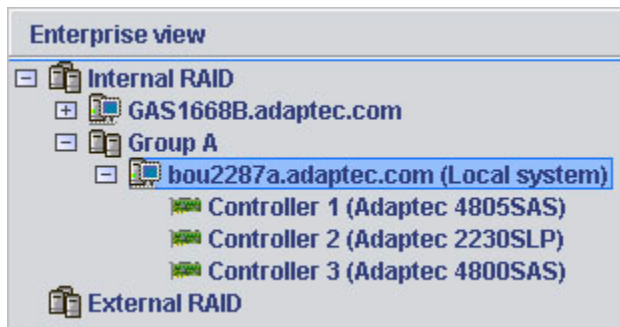 Enterprise view
Internal RAID
GAS1668B.adaptec.com
Group A
bou2287a.adaptec.com (Local system)
Controller 1 (Adaptec 4805SAS)
Controller 2 (Adaptec 2230SLP)
Controller 3 (Adaptec 4800SAS)
External RAID